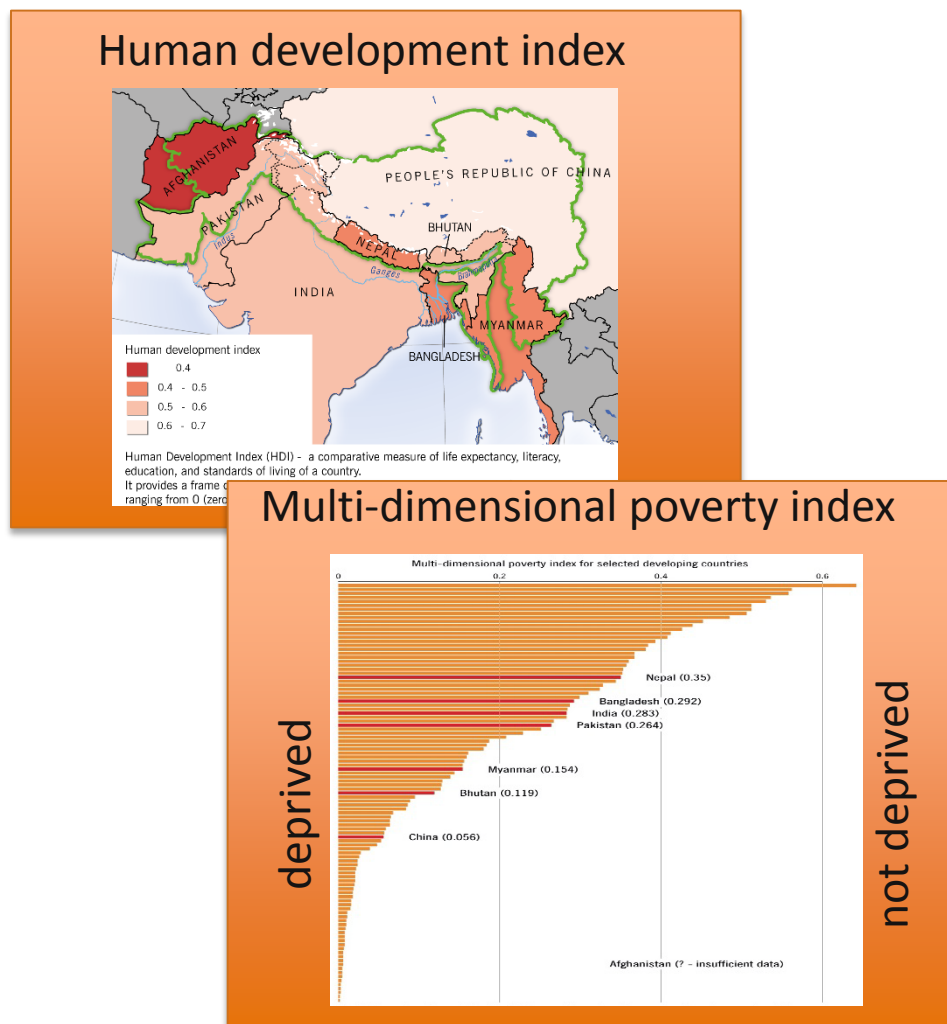 Human development index
AFGHANISTAN
PAKISTAN
Indus
NEPAL
Ganges
INDIA
PEOPLE'S REPUBLIC OF CHINA
BHUTAN
MYANMAR
BANGLADESH
Human development index
0.4
0.4 - 0.5
0.5 - 0.6
0.6 - 0.7
Human Development Index (HDI) - a comparative measure of life expectancy, literacy,
education, and standards of living of a country.
It provides a frame
ranging from 0 (zero
Multi-dimensional poverty index
Multi-dimensional poverty index for selected developing countries
0 0.2 0.4 0.6
Nepal (0.35)
Bangladesh (0.292)
India (0.283)
Pakistan (0.264)
Myanmar (0.154)
Bhutan (0.119)
China (0.056)
Afghanistan (? - insufficient data)
deprived
not deprived